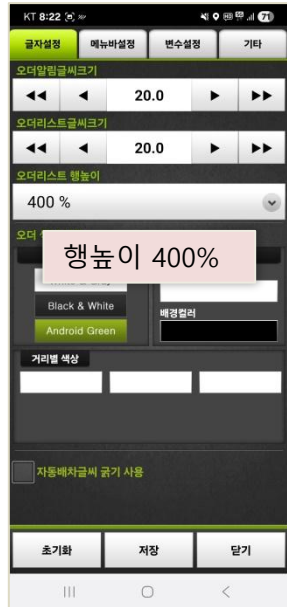 KT 8:22
71
글자설정 메뉴바설정 변수설정 기타
오더알림글씨크기
20.0
오더리스트글씨크기
20.0
오더리스트 행높이
400 %
오더
행높이 400%
Black & White
배경컬러
Android Green
거리별 색상
자동배차글씨 굵기 사용
초기화 저장 닫기